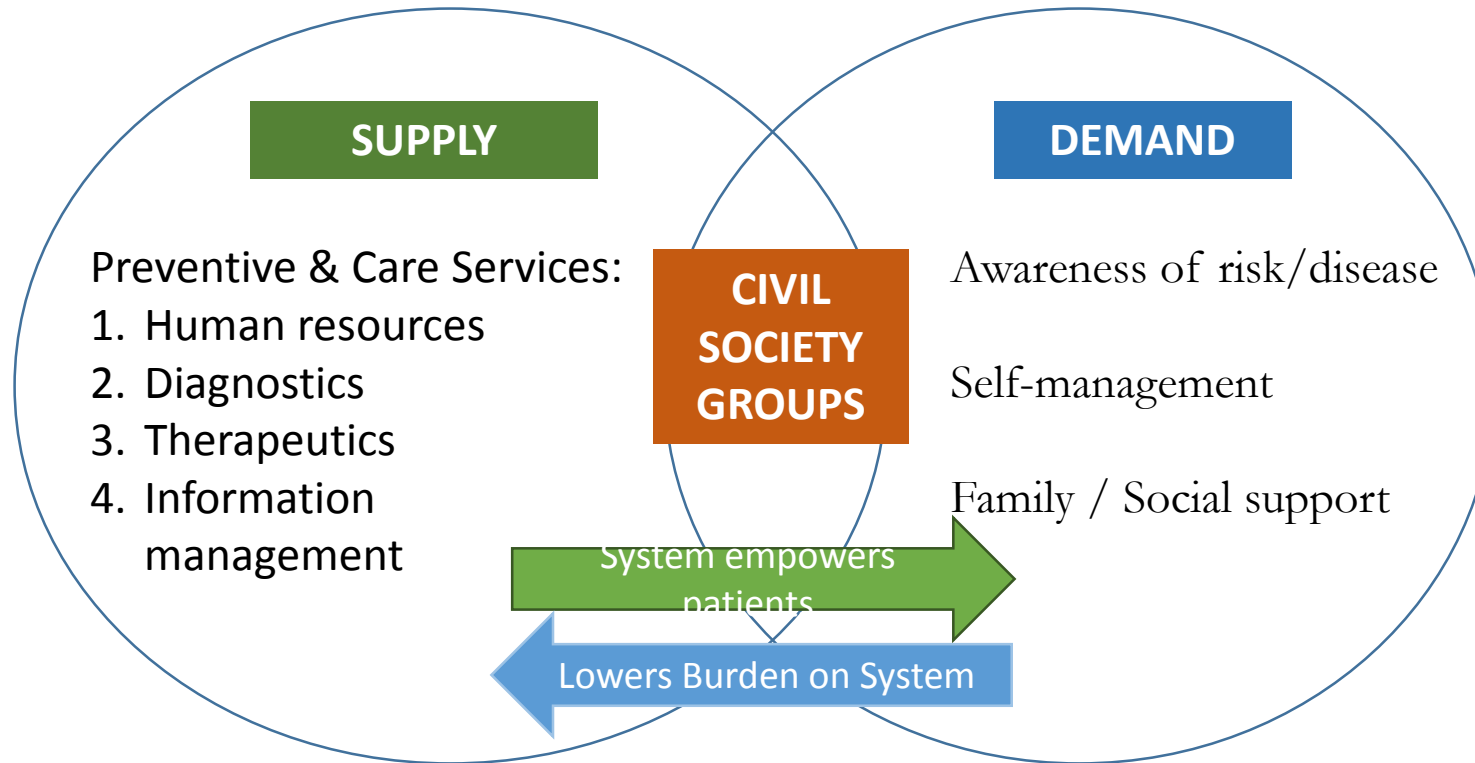 SUPPLY
Preventive & Care Services:
1. Human resources
2. Diagnostics
3. Therapeutics
4. Information
management
CIVIL
SOCIETY
GROUPS
DEMAND
Awareness of risk/disease
Self-management
Family / Social support
System empowers
patients
Lowers Burden on System